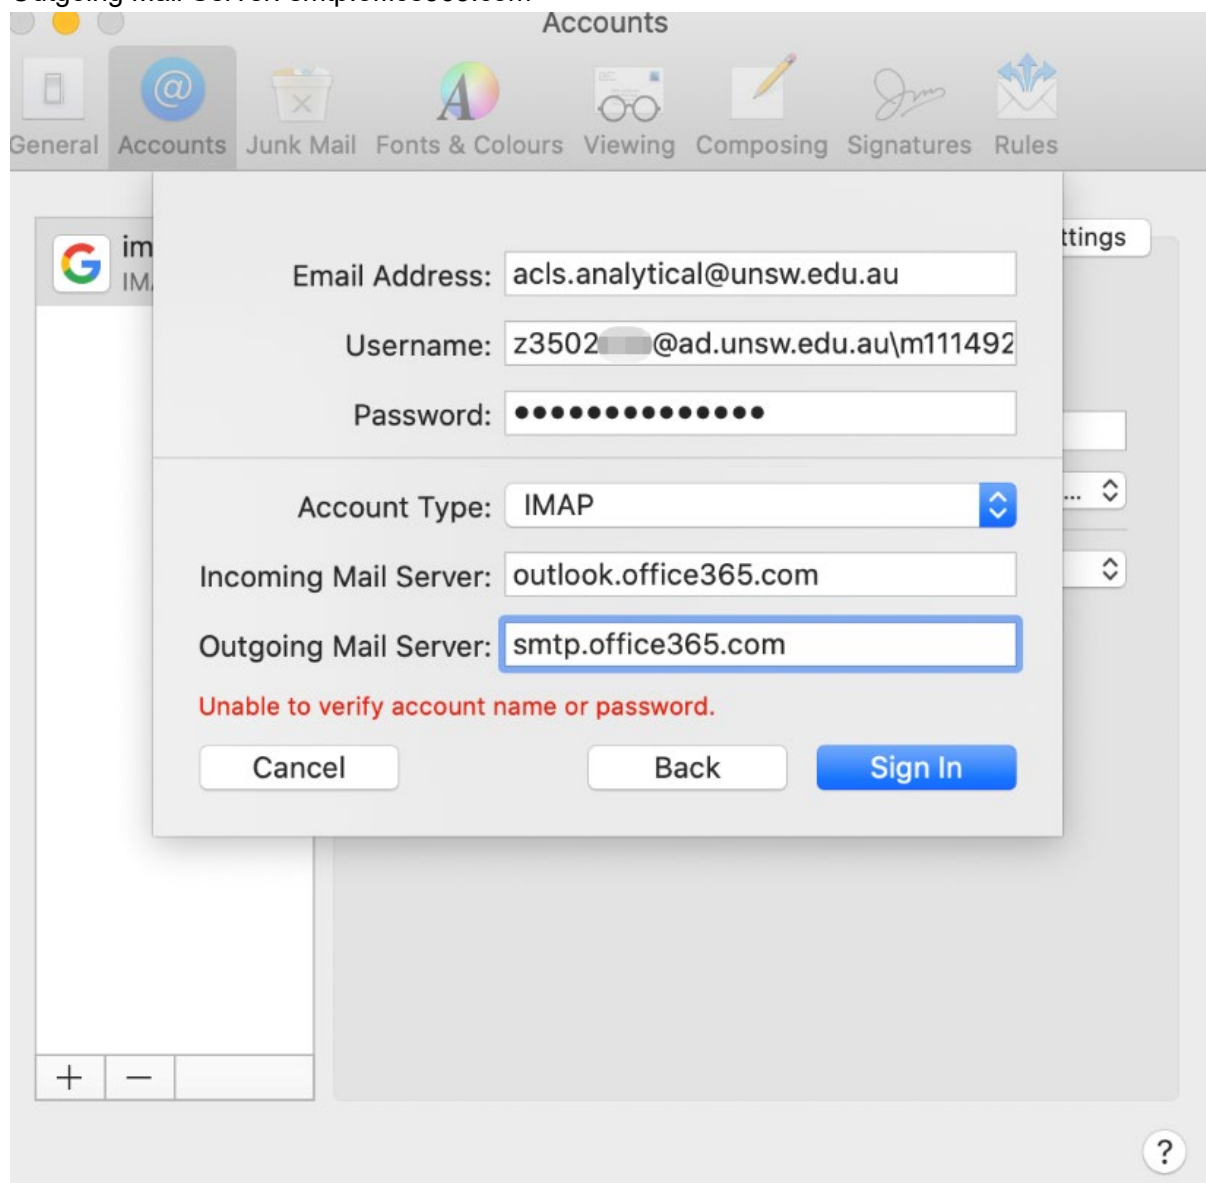 Accounts
General Accounts Junk Mail Fonts & Colours Viewing Composing Signatures Rules
im
ttings
IM
Email Address: acls.analytical@unsw.edu.au
Username: z3502 @ad.unsw.edu.au\m111492
Password: ••••••••••••••
Account Type: IMAP
...
Incoming Mail Server: outlook.office365.com
Outgoing Mail Server: smtp.office365.com
Unable to verify account name or password.
Cancel Back Sign In
+ −
?